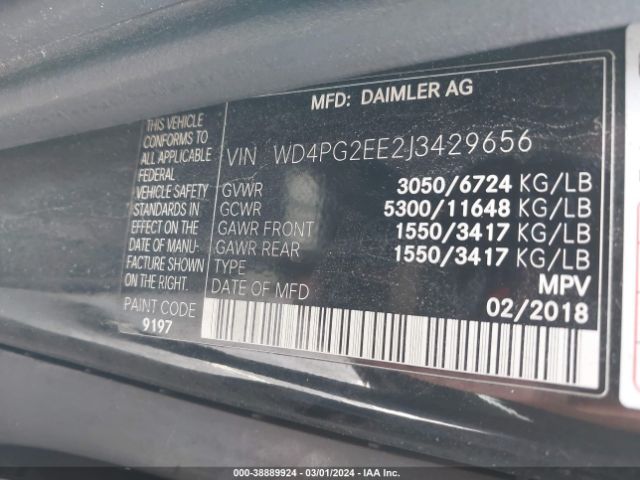 MFD: DAIMLER AG
THIS VEHICLE
CONFORMS TO
ALL APPLICABLE
FEDERAL
VEHICLE SAFETY
STANDARDS IN
EFFECT ON THE
DATE OF MANU-
FACTURE SHOWN
ON THE RIGHT
PAINT CODE
9197
VIN WD4PG2EE2J3429656
GVWR 3050/6724 KG/LB
GCWR 5300/11648 KG/LB
GAWR FRONT 1550/3417 KG/LB
GAWR REAR 1550/3417 KG/LB
TYPE MPV
DATE OF MFD 02/2018
000-38889924 / 03/01/2024 / IAA Inc.